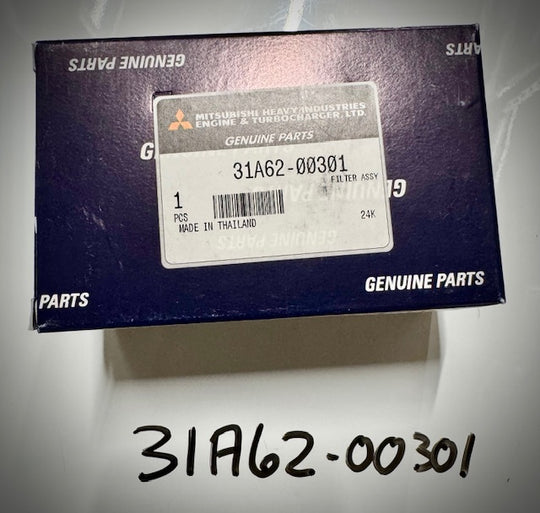 GENUINE PARTS
MITSUBISHI HEAVY INDUSTRIES
ENGINE & TURBOCHARGER, LTD.
GENUINE PARTS
31A62-00301
FILTER ASSY
1
PCS
MADE IN THAILAND
24K
GENUINE PARTS
PARTS
GENUINE PARTS
31A62-00301